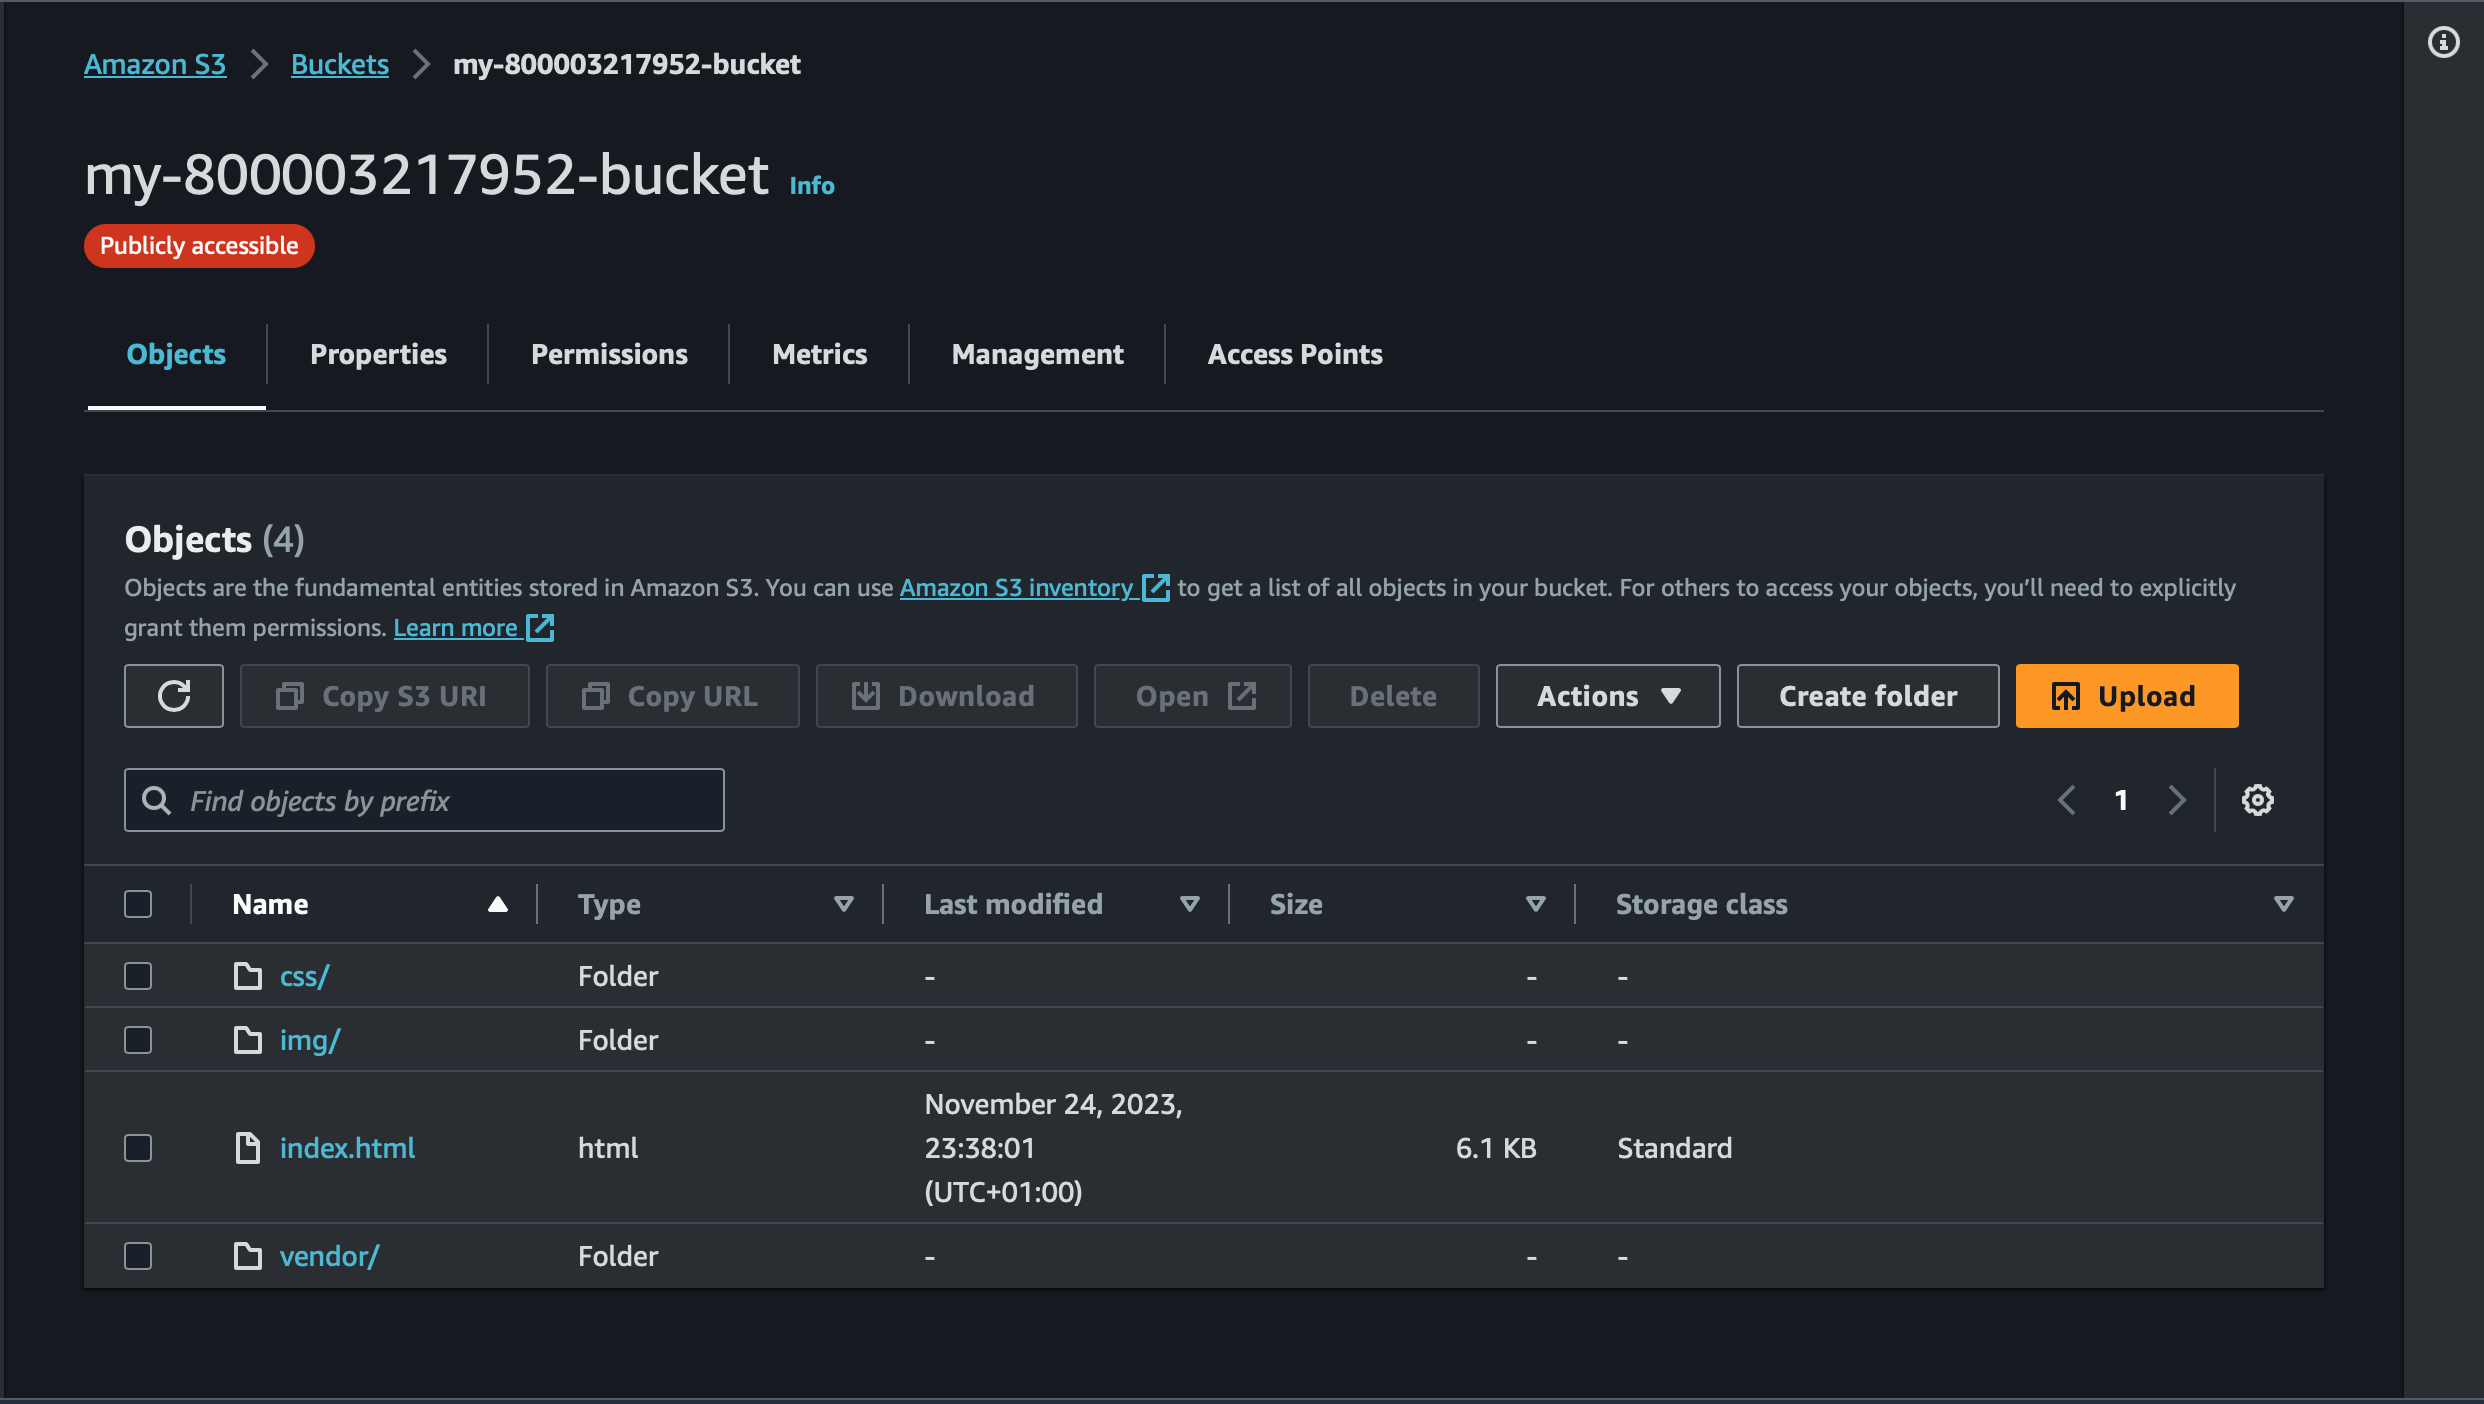 Amazon S3 > Buckets > my-800003217952-bucket
my-800003217952-bucket Info
Publicly accessible
Objects Properties Permissions Metrics Management Access Points
Objects (4)
Objects are the fundamental entities stored in Amazon S3. You can use Amazon S3 inventory to get a list of all objects in your bucket. For others to access your objects, you’ll need to explicitly
grant them permissions. Learn more
Copy S3 URI Copy URL Download Open Delete Actions Create folder Upload
Find objects by prefix 1
Name Type Last modified Size Storage class
css/ Folder - - -
img/ Folder - - -
November 24, 2023,
index.html html 23:38:01 6.1 KB Standard
(UTC+01:00)
vendor/ Folder - - -